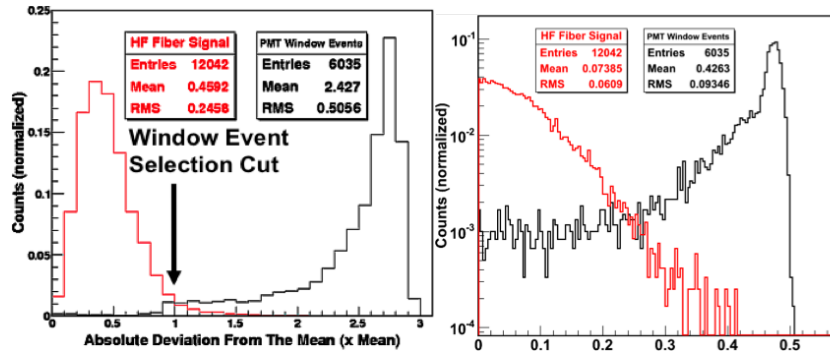 0.25
0.2
0.15
0.1
0.05
0
Counts (normalized)
HF Fiber Signal
Entries 12042
Mean 0.4592
RMS 0.2456
PMT Window Events
Entries 6035
Mean 2.427
RMS 0.5056
Window Event
Selection Cut
0 0.5 1 1.5 2 2.5 3
Absolute Deviation From The Mean (x Mean)
10-1
10-2
10-3
10-4
Counts (normalized)
HF Fiber Signal
Entries 12042
Mean 0.07385
RMS 0.0609
PMT Window Events
Entries 6035
Mean 0.4263
RMS 0.09346
0 0.1 0.2 0.3 0.4 0.5